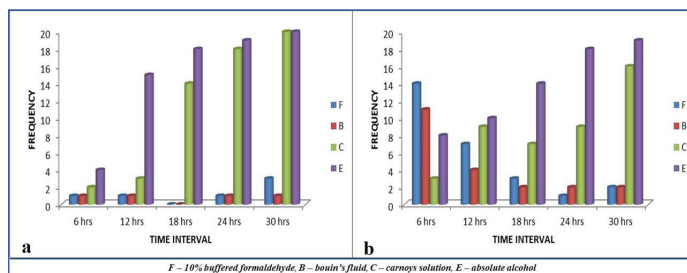 20
18
16
14
12
10
8
6
4
2
0
FREQUENCY
6 hrs 12 hrs 18 hrs 24 hrs 30 hrs
TIME INTERVAL
F
B
C
E
a
20
18
16
14
12
10
8
6
4
2
0
FREQUENCY
6 hrs 12 hrs 18 hrs 24 hrs 30 hrs
TIME INTERVAL
F
B
C
E
b
F – 10% buffered formaldehyde, B – bouin's fluid, C – carnoys solution, E – absolute alcohol